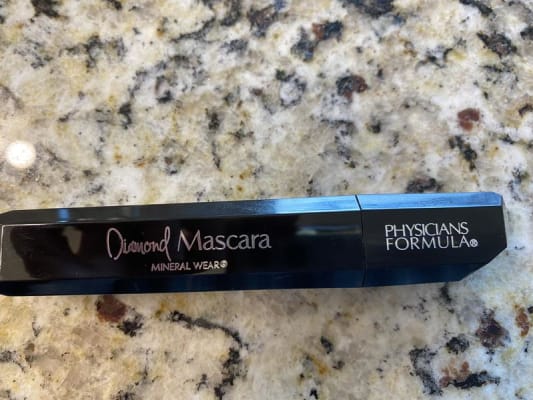 Diamond Mascara
MINERAL WEAR®
PHYSICIANS
FORMULA®